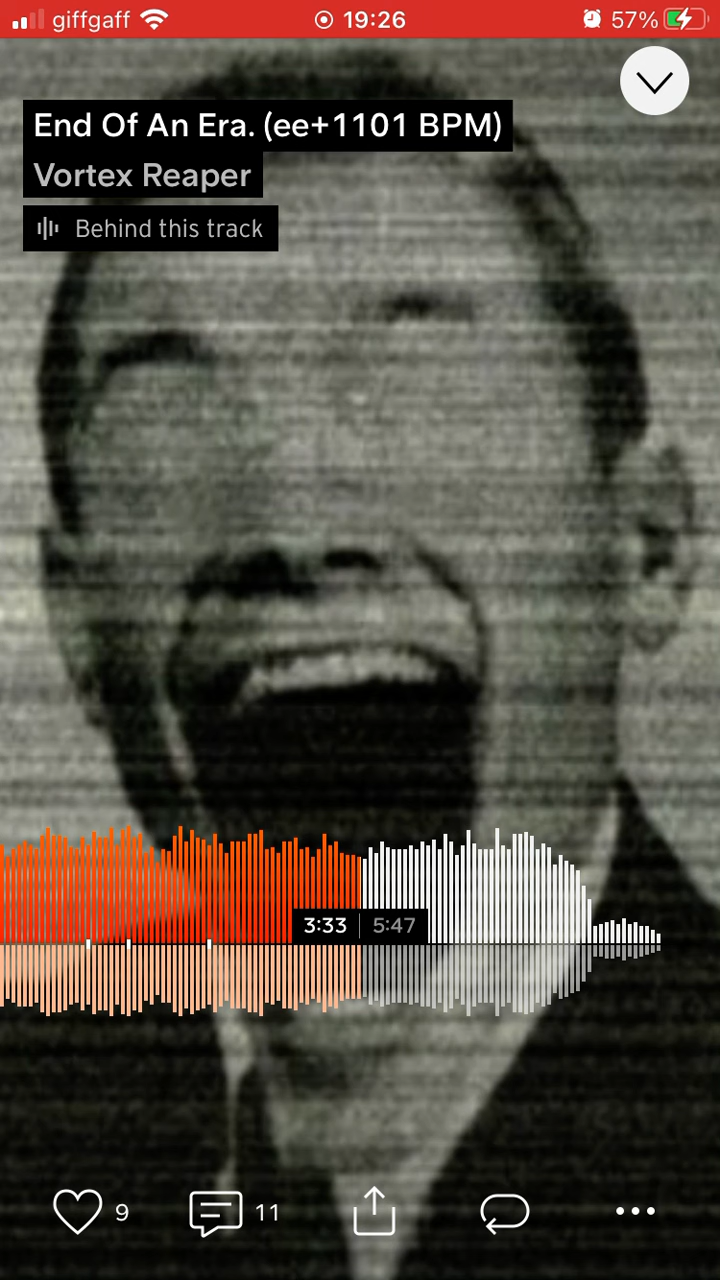 giffgaff 19:26 57%
End Of An Era. (ee+1101 BPM)
Vortex Reaper
Behind this track
3:33 5:47
9 11